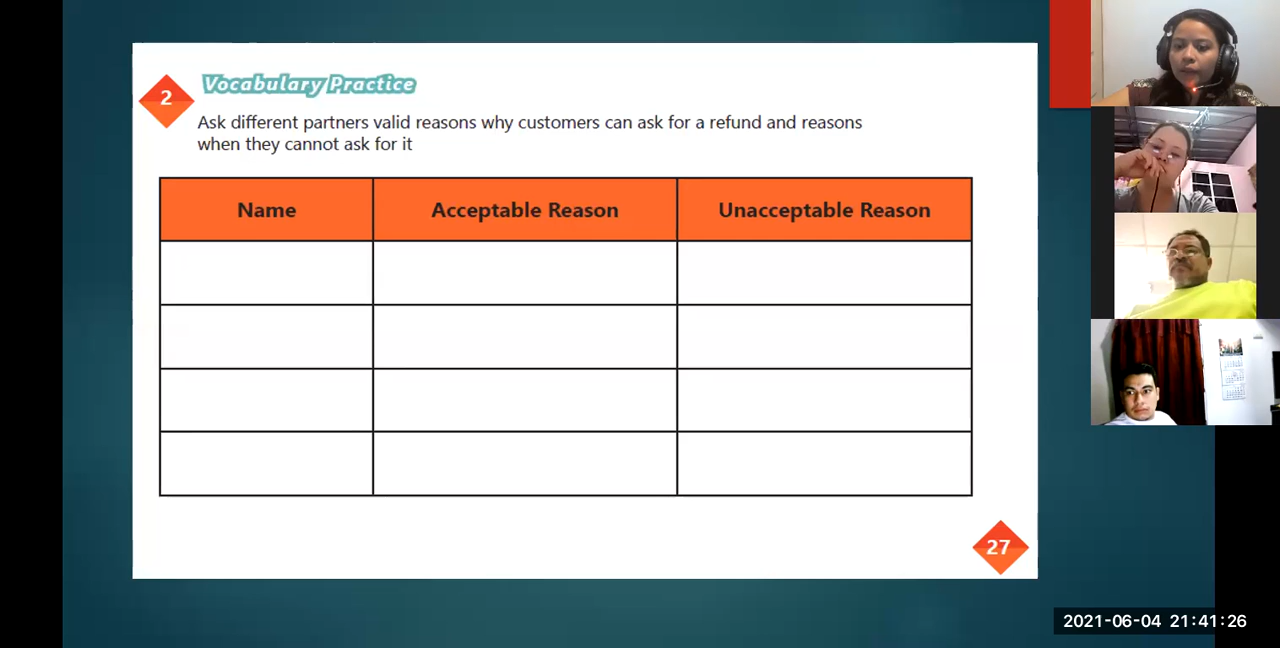 2
Vocabulary Practice
Ask different partners valid reasons why customers can ask for a refund and reasons
when they cannot ask for it
Name
Acceptable Reason
Unacceptable Reason
27
2021-06-04 21:41:26